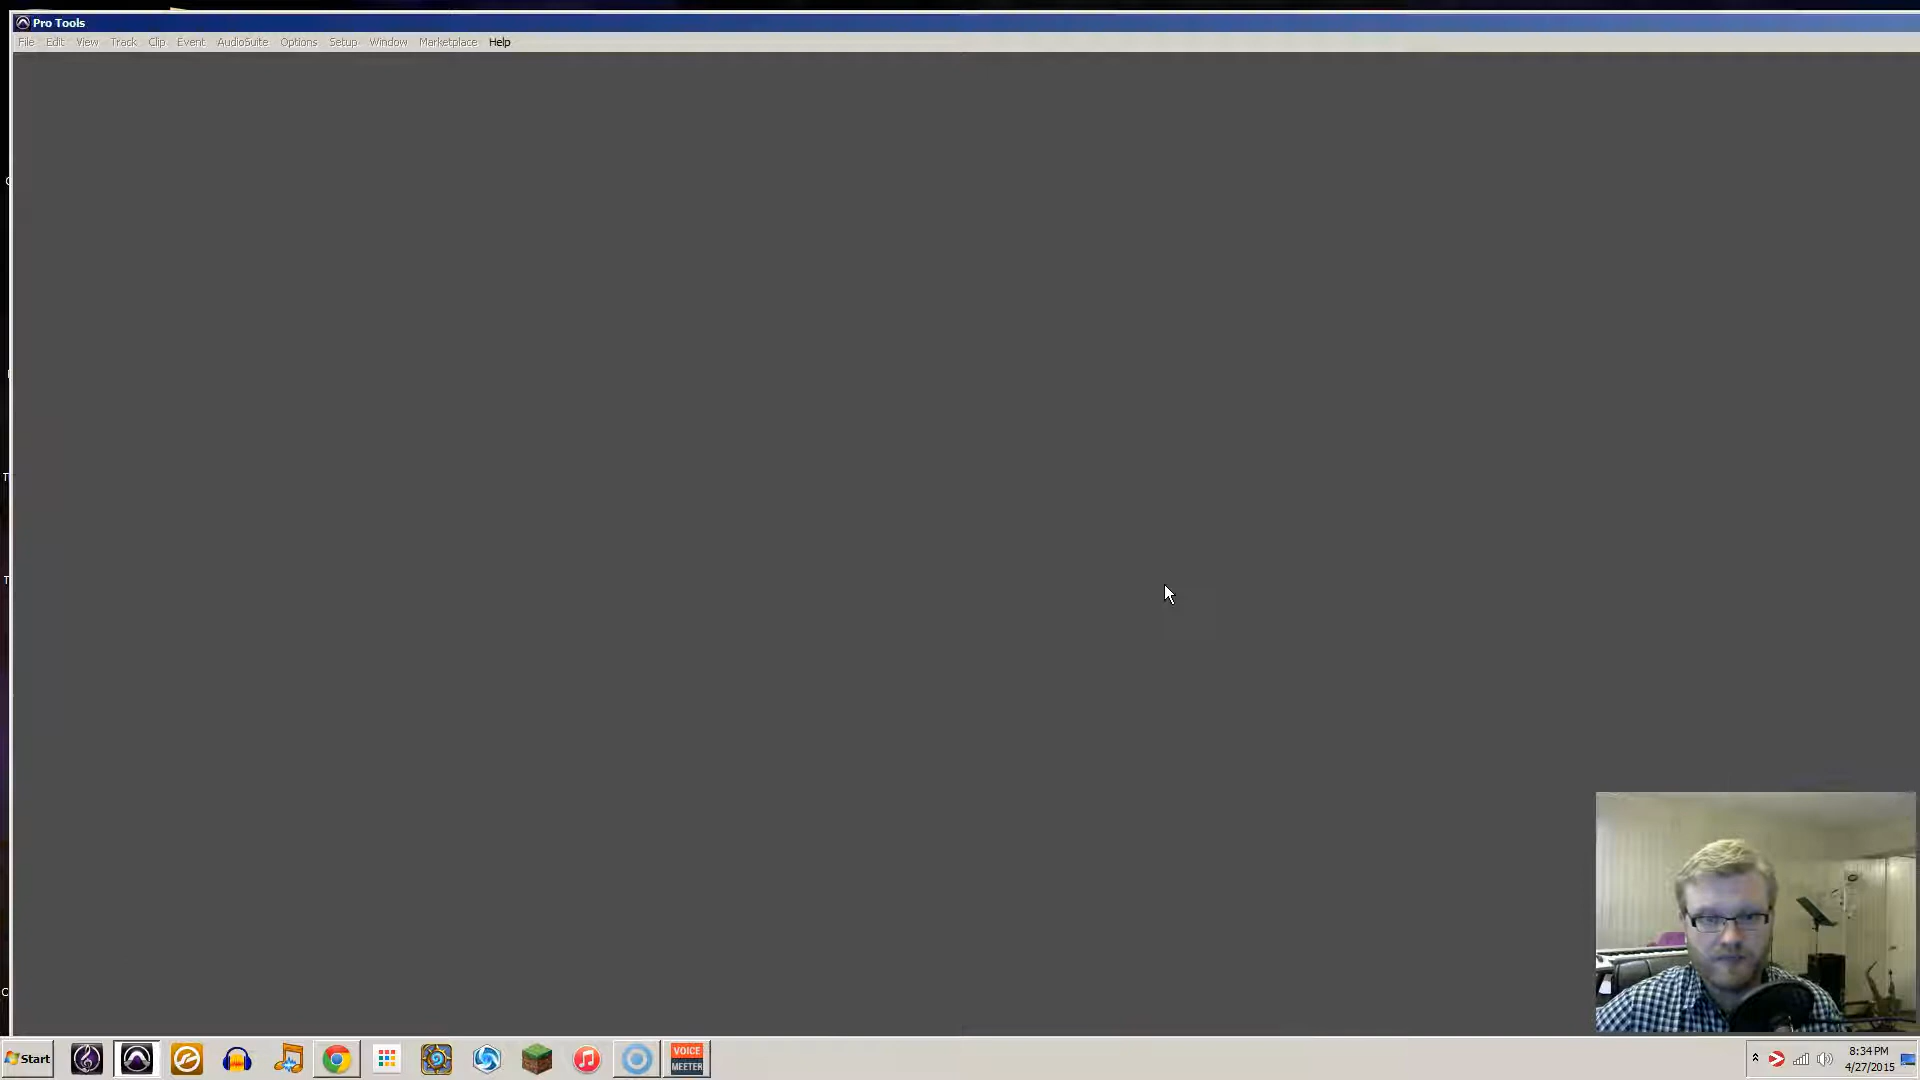 Pro Tools
File Edit View Track Clip Event AudioSuite Options Setup Window Marketplace Help
Start
VOICE
MEETER
8:34 PM
4/27/2015